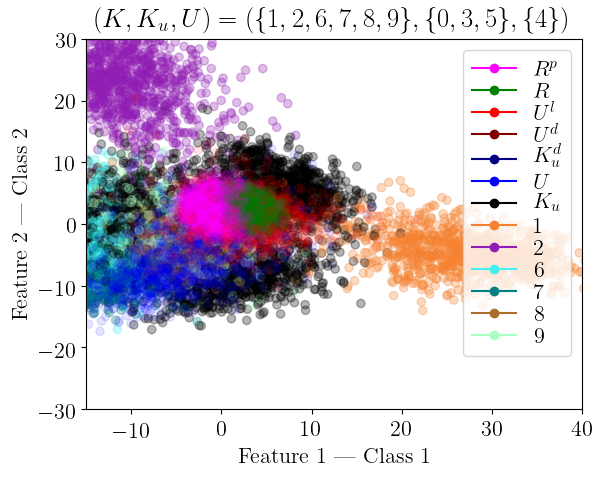 (K, K_u, U) = ({1, 2, 6, 7, 8, 9}, {0, 3, 5}, {4})
30
20
10
0
−10
−20
−30
−10
0
10
20
30
40
Feature 2 — Class 2
Feature 1 — Class 1
R^p
R
U^l
U^d
K_u^d
U
K_u
1
2
6
7
8
9